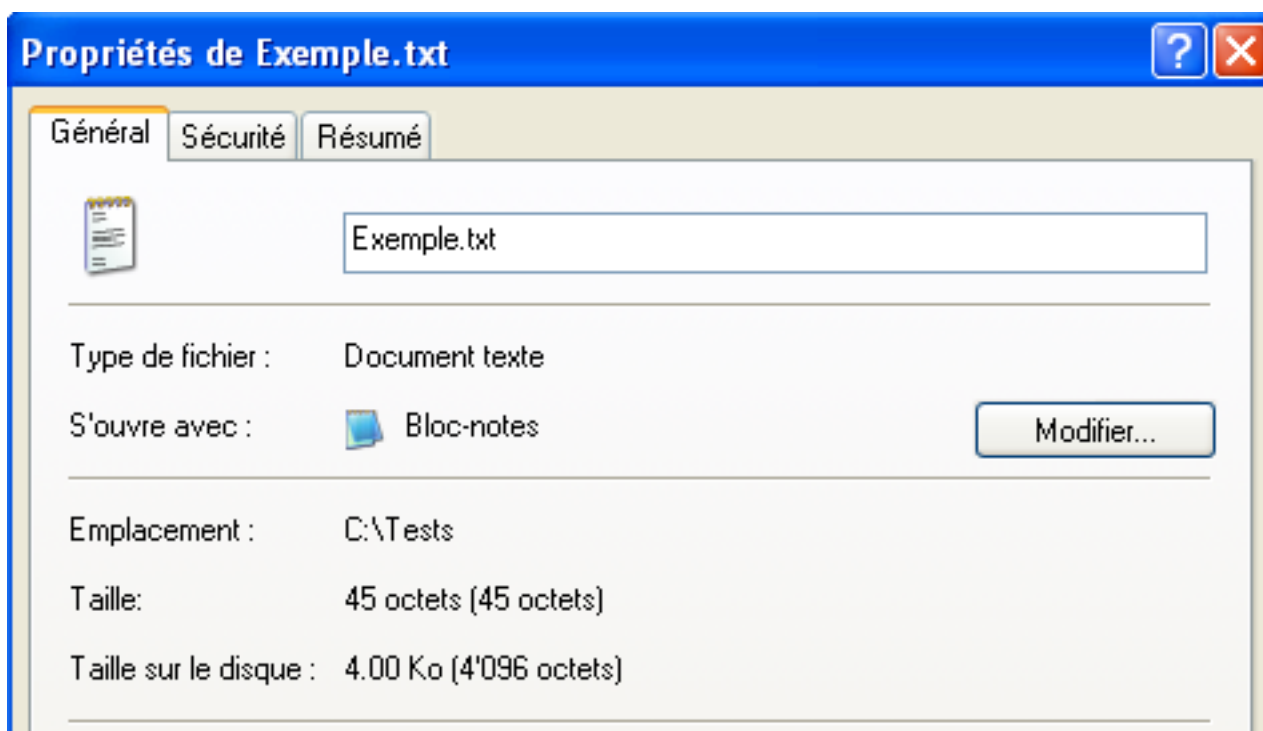 Propriétés de Exemple.txt
Général Sécurité Résumé
Exemple.txt
Type de fichier : Document texte
S'ouvre avec : Bloc-notes Modifier...
Emplacement : C:\Tests
Taille: 45 octets (45 octets)
Taille sur le disque : 4.00 Ko (4'096 octets)